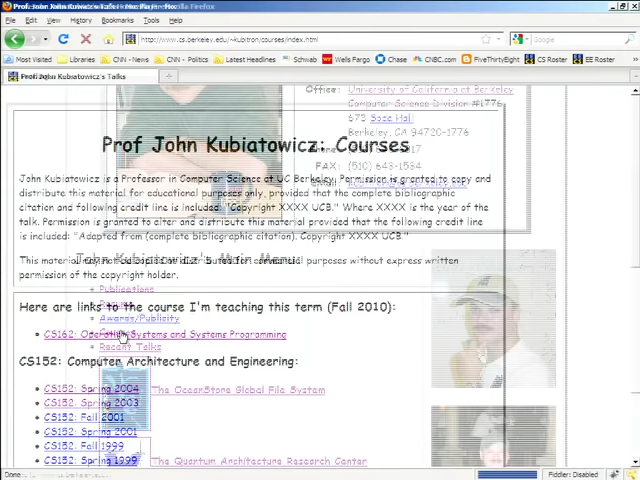 File Edit View History Bookmarks Tools Help
http://www.cs.berkeley.edu/~kubitron/courses/index.html
Google
Most Visited Libraries CNN - News CNN - Politics Latest Headlines Schwab Wells Fargo Chase CNBC.com FiveThirtyEight CS Roster EE Roster
Prof. John Kubiatowicz's Talks
Office: University of California at Berkeley
Computer Science Division #1776
673 Soda Hall
Berkeley, CA 94720-1776
Prof John Kubiatowicz: Courses
FAX: (510) 643-1534
John Kubiatowicz is a Professor in Computer Science at UC Berkeley. Permission is granted to copy and
distribute this material for educational purposes only, provided that the complete bibliographic
citation and following credit line is included: "Copyright XXXX UCB." Where XXXX is the year of the
talk. Permission is granted to alter and distribute this material provided that the following credit line
is included: "Adapted from (complete bibliographic citation). Copyright XXXX UCB."
This material may not be copied or distributed for commercial purposes without express written
permission of the copyright holder.
Publications
Here are links to the course I'm teaching this term (Fall 2010):
Awards/Publicity
CS162: Operating Systems and Systems Programming
Recent Talks
CS152: Computer Architecture and Engineering:
CS152: Spring 2004
The OceanStore Global File System
CS152: Spring 2003
CS152: Fall 2001
CS152: Spring 2001
CS152: Fall 1999
CS152: Spring 1999
The Quantum Architecture Research Center
Done
Fiddler: Disabled